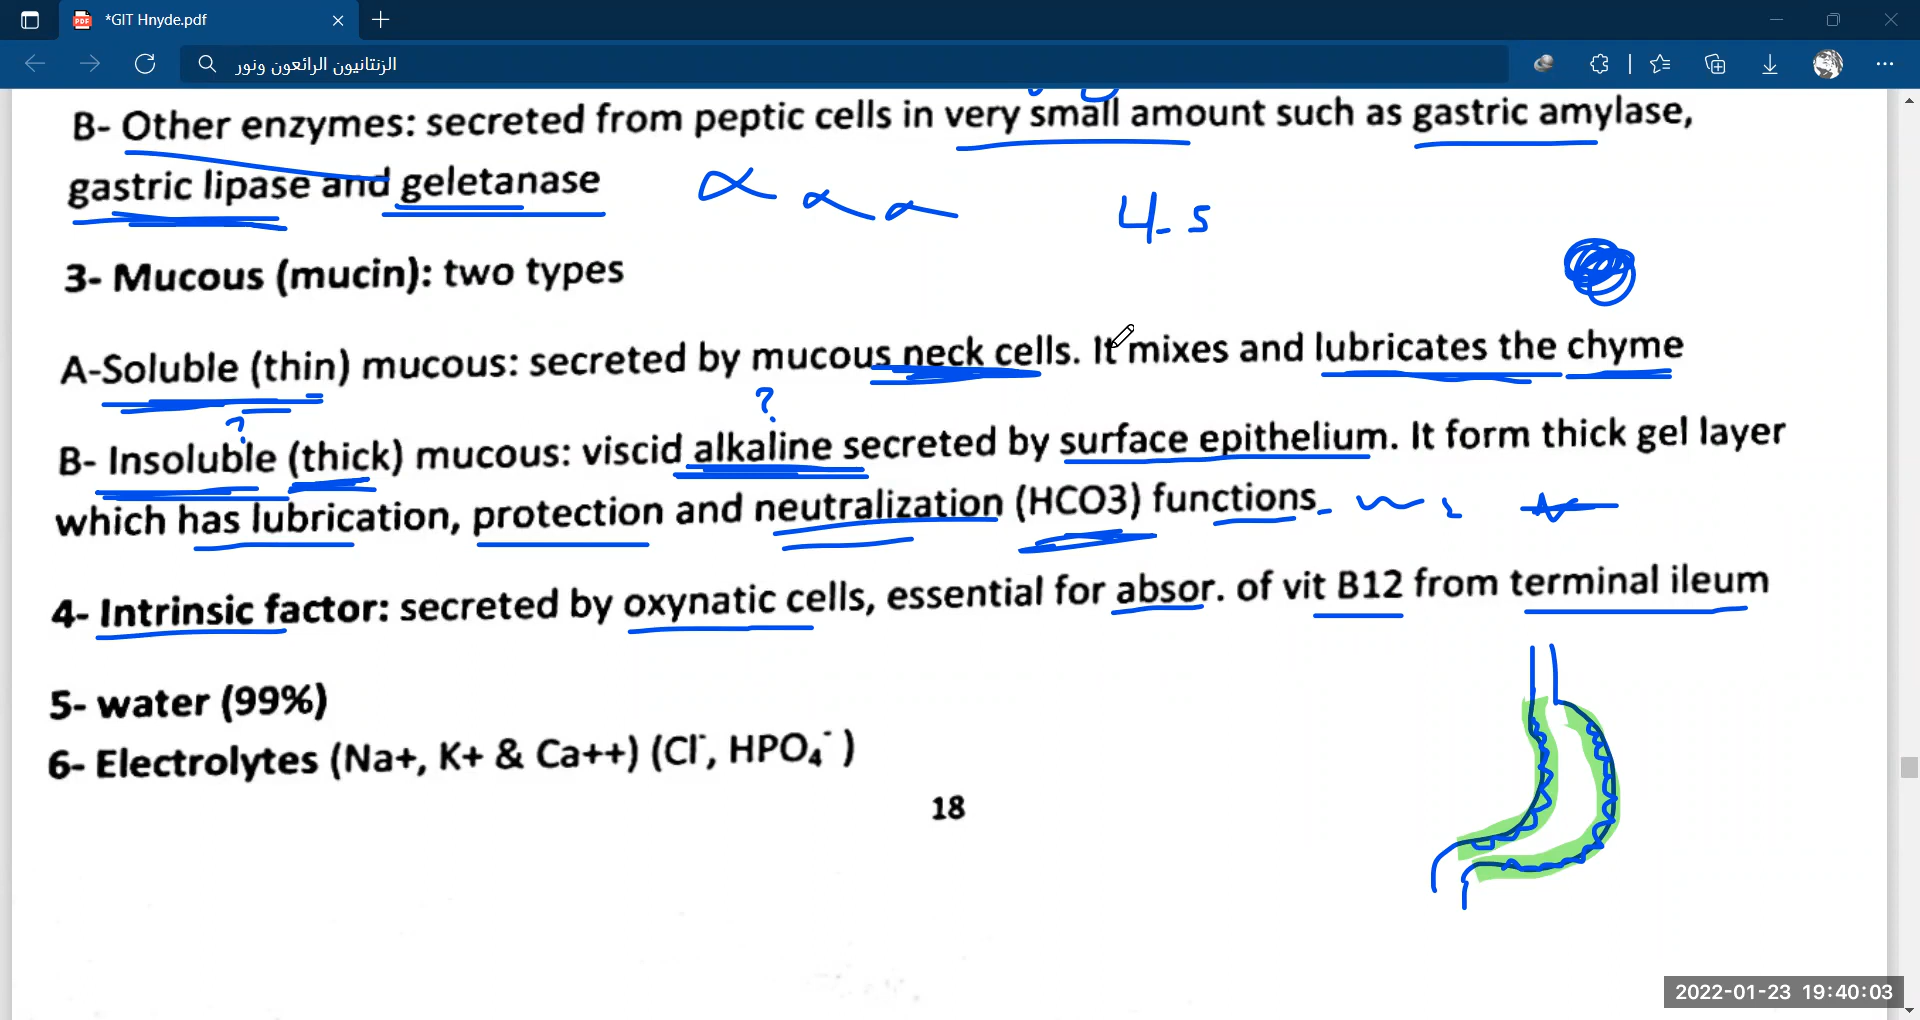 *GIT Hnyde.pdf
الزنتانيون الرائعون ونور
B- Other enzymes: secreted from peptic cells in very small amount such as gastric amylase,
gastric lipase and geletanase
4- 5
3- Mucous (mucin): two types
A-Soluble (thin) mucous: secreted by mucous neck cells. It mixes and lubricates the chyme
? ?
B- Insoluble (thick) mucous: viscid alkaline secreted by surface epithelium. It form thick gel layer
which has lubrication, protection and neutralization (HCO3) functions.
4- Intrinsic factor: secreted by oxynatic cells, essential for absor. of vit B12 from terminal ileum
5- water (99%)
6- Electrolytes (Na+, K+ & Ca++) (Cl⁻, HPO₄⁻ )
18
2022-01-23 19:40:03